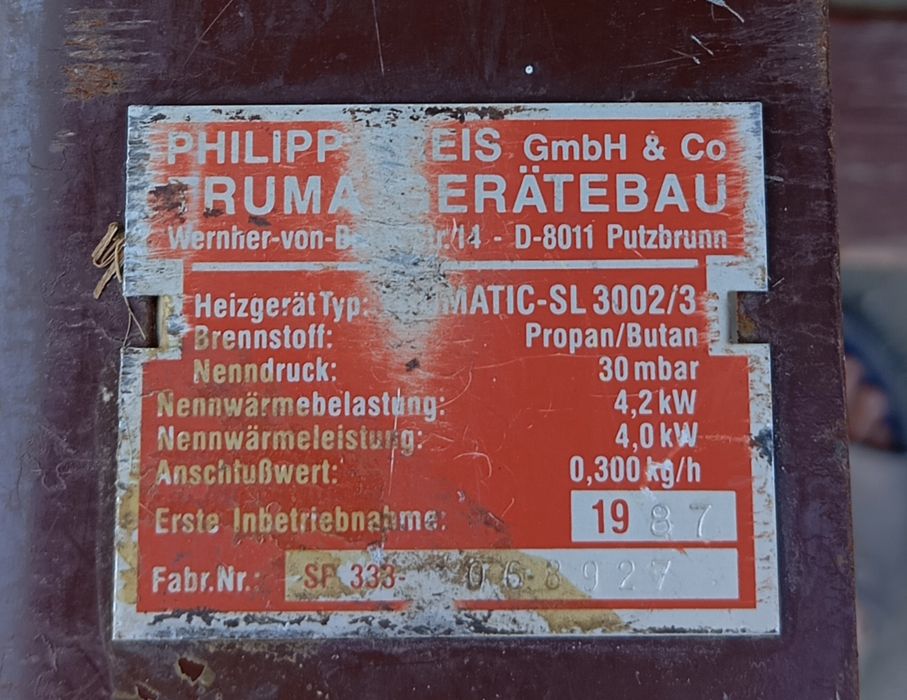 PHILIPP EIS GmbH & Co
TRUMA ERÄTEBAU
Wernher-von-B r. 14 - D-8011 Putzbrunn
Heizgerät Typ: MATIC-SL 3002/3
Brennstoff: Propan/Butan
Nenndruck: 30 mbar
Nennwärmebelastung: 4,2 kW
Nennwärmeleistung: 4,0 kW
Anschlußwert: 0,300 kg/h
Erste Inbetriebnahme: 19 87
Fabr.Nr.: 333-